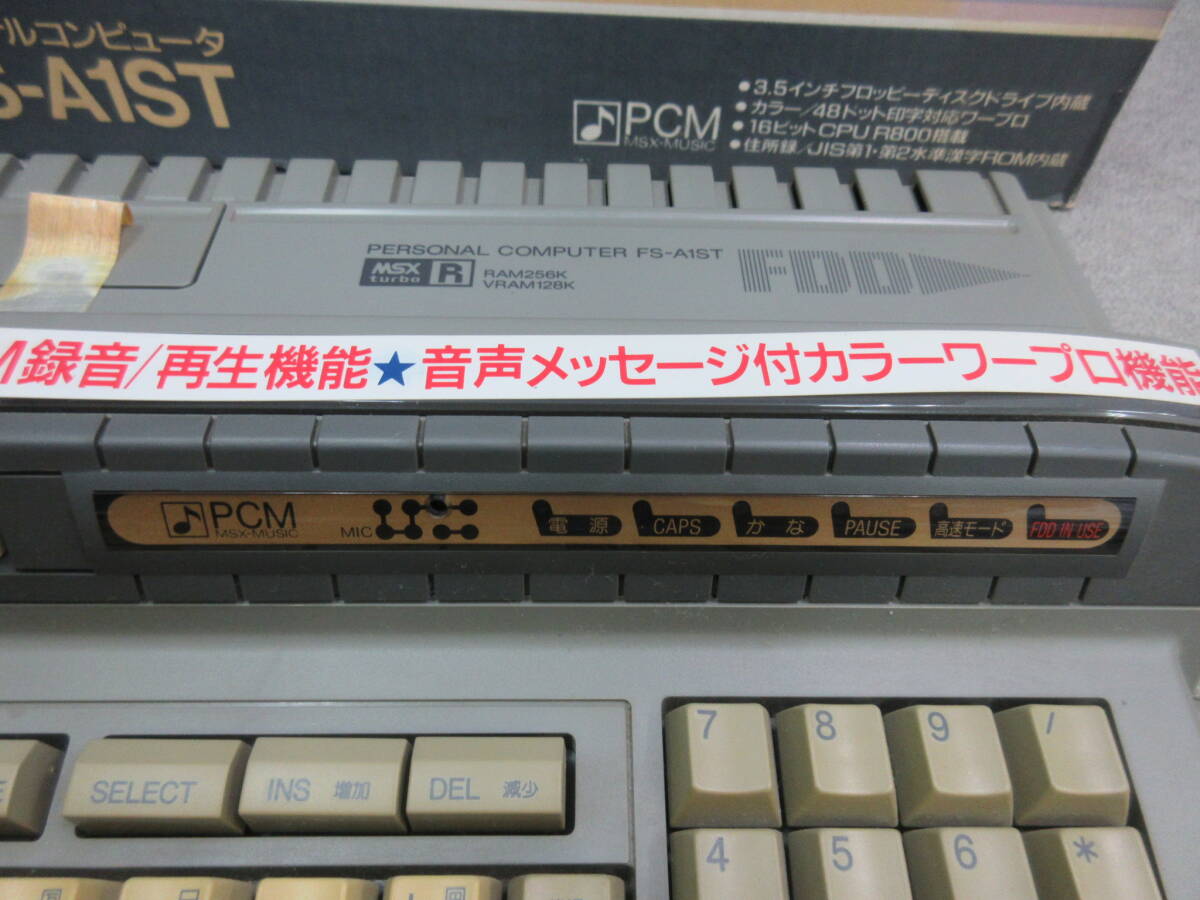 ルコンピュータ
-A1ST
PCM
MSX-MUSIC
•3.5インチフロッピーディスクドライブ内蔵
•カラー/48ドット印字対応ワープロ
•16ビットCPU R800搭載
•住所録/JIS第1・第2水準漢字ROM内蔵
PERSONAL COMPUTER FS-A1ST
MSX turbo R
RAM256K
VRAM128K
FDD
M録音/再生機能★音声メッセージ付カラーワープロ機能
PCM
MSX-MUSIC
MIC
電源
CAPS
かな
PAUSE
高速モード
FDD IN USE
7
8
9
/
E
SELECT
INS 増加
DEL 減少
4
5
6
*